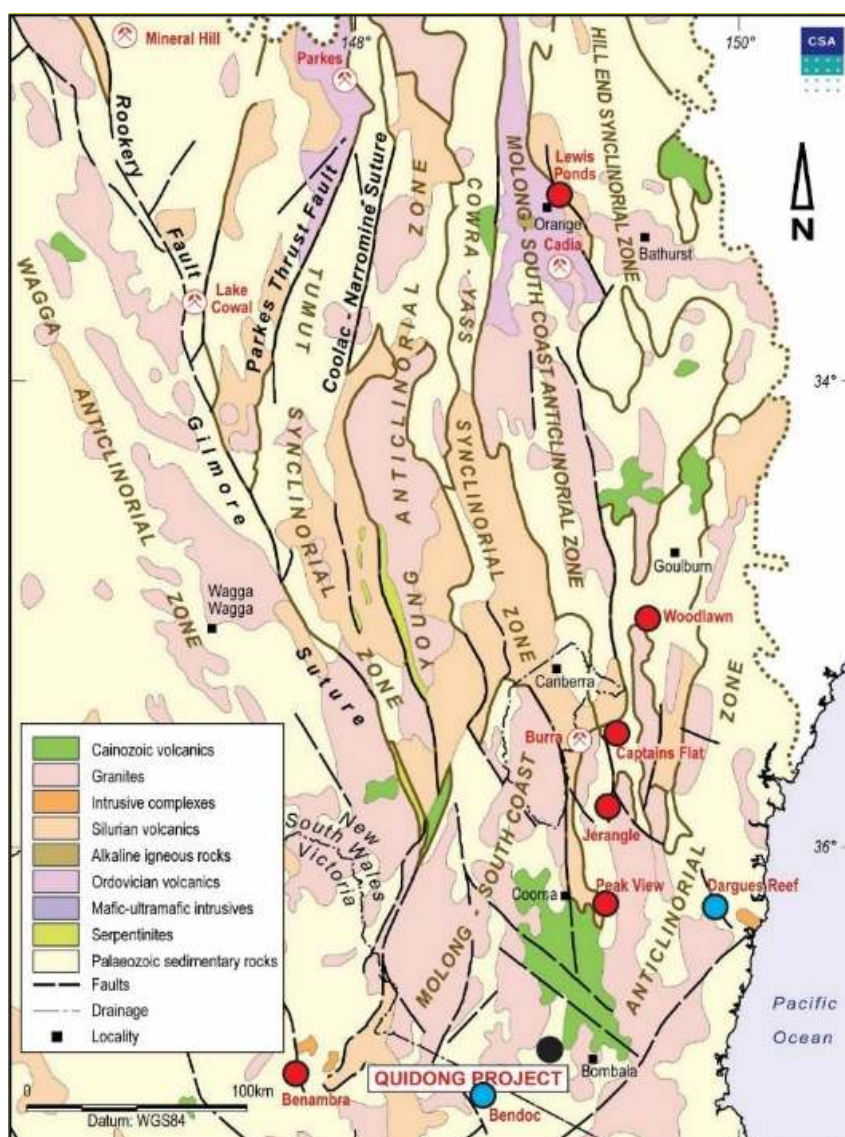 Mineral Hill
148°
150°
CSA
Parkes
HILL END SYNCLINORIAL ZONE
Rookery
Fault
Lewis
Ponds
Orange
MOLONG - SOUTH COAST ANTICLINORIAL ZONE
N
Cadia
Bathurst
Parkes Thrust Fault
Coolac - Narromine Suture
ZONE
COWRA - YASS
WAGGA
Lake
Cowal
TUMUT
ANTICLINORIAL
34°
ANTICLINORIAL
Gilmore
SYNCLINORIAL
SYNCLINORIAL
YOUNG
Goulburn
Wagga
Wagga
ZONE
Woodlawn
ZONE
ZONE
Suture
Canberra
ZONE
Burra
Captains Flat
Cainozoic volcanics
Granites
Intrusive complexes
Silurian volcanics
Alkaline igneous rocks
Ordovician volcanics
Mafic-ultramafic intrusives
Serpentinites
Palaeozoic sedimentary rocks
Faults
Drainage
Locality
New
South Wales
Victoria
MOLONG - SOUTH COAST
Jerangle
36°
Cooma
Peak View
Dargues Reef
ANTICLINORIAL
Pacific
Ocean
0
100km
Datum: WGS84
Benambra
QUIDONG PROJECT
Bombala
Bendoc